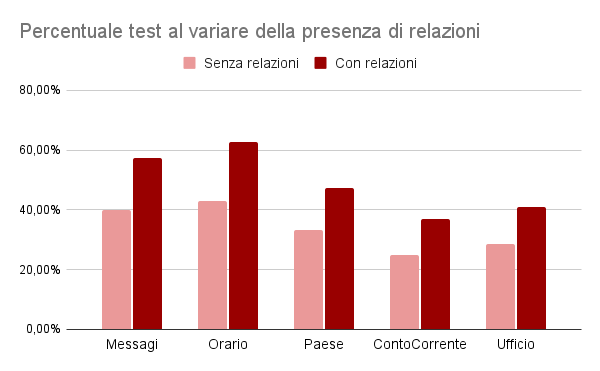 Percentuale test al variare della presenza di relazioni
Senza relazioni Con relazioni
80,00%
60,00%
40,00%
20,00%
0,00%
Messagi Orario Paese ContoCorrente Ufficio